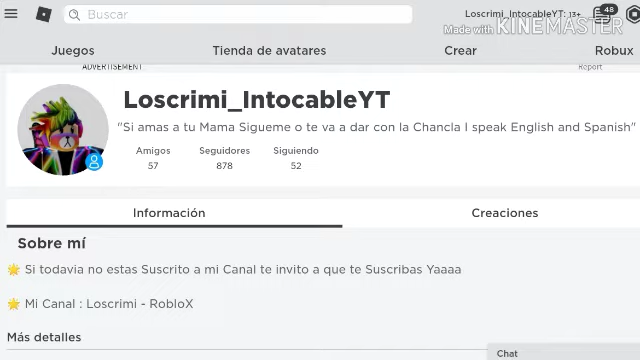 Buscar
Loscrimi_IntocableYT: 13+
48
Made with KINEMASTER
Juegos
Tienda de avatares
Crear
Robux
ADVERTISEMENT
Report
Loscrimi_IntocableYT
"Si amas a tu Mama Sigueme o te va a dar con la Chancla I speak English and Spanish"
Amigos
Seguidores
Siguiendo
57
878
52
Información
Creaciones
Sobre mí
🌟 Si todavia no estas Suscrito a mi Canal te invito a que te Suscribas Yaaaa
🌟 Mi Canal : Loscrimi - RobloX
Más detalles
Chat